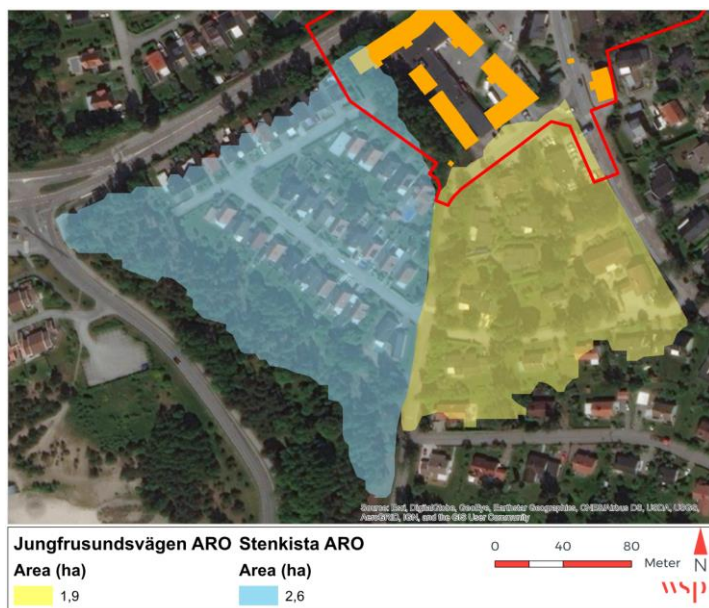 Source: Esri, DigitalGlobe, GeoEye, Earthstar Geographics, CNES/Airbus DS, USDA, USGS,
AeroGRID, IGN, and the GIS User Community
Jungfrusundsvägen ARO Stenkista ARO
Area (ha) Area (ha)
1,9 2,6
0 40 80
Meter N
wsp